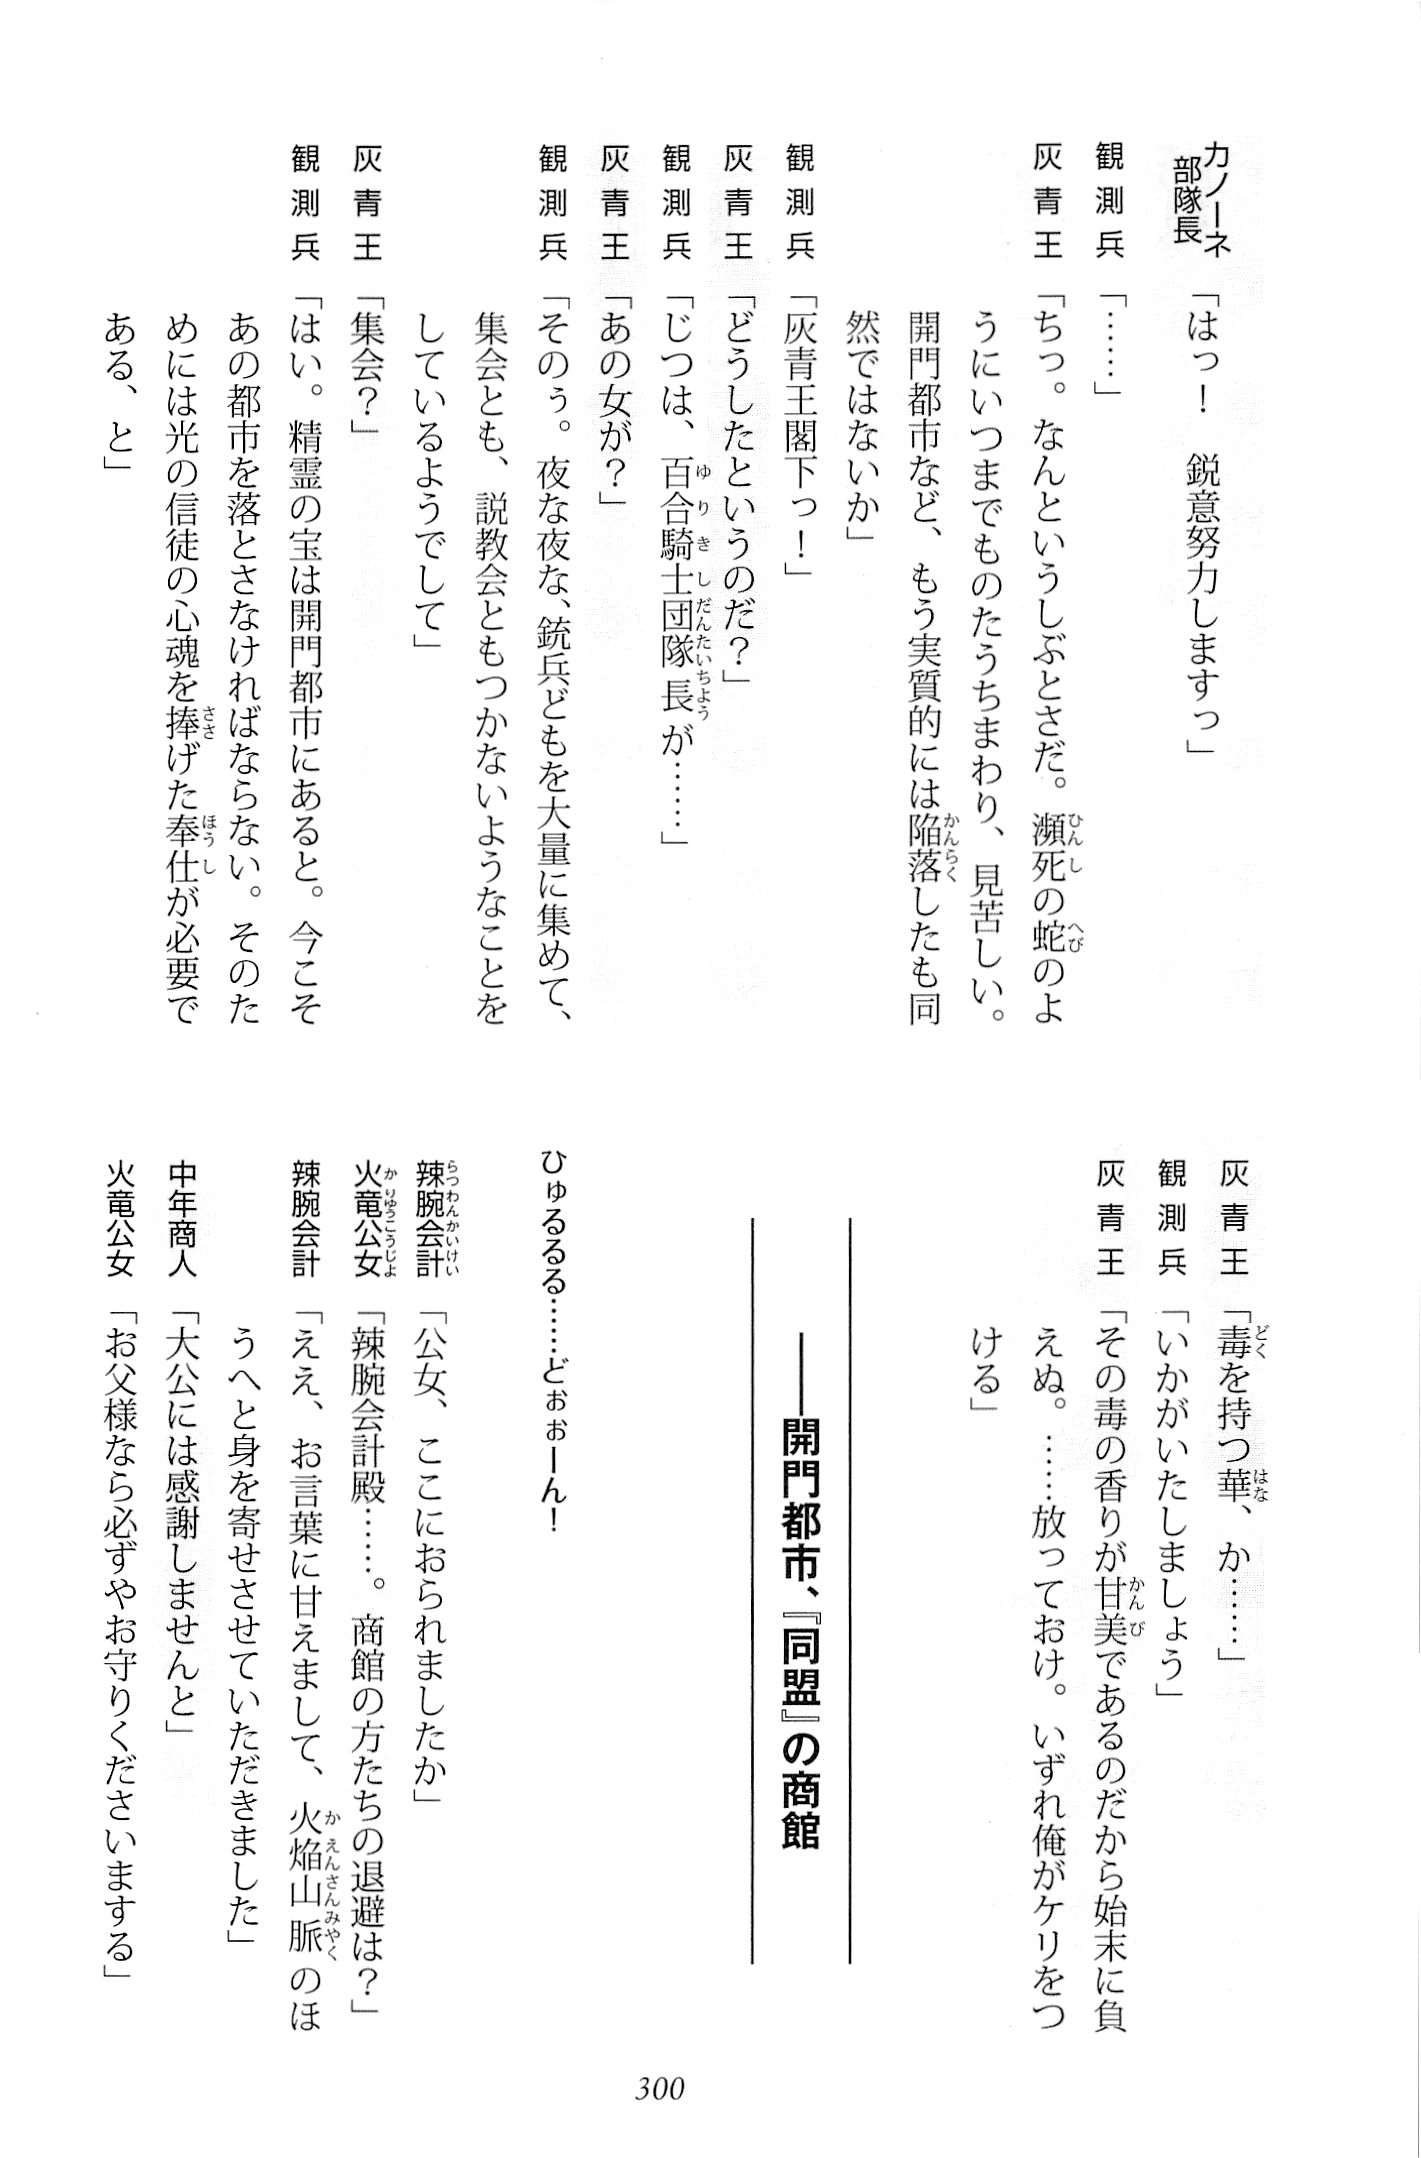 カノーネ部隊長「はっ！　鋭意努力しますっ」
観測兵「……」
灰青王「ちっ。なんというしぶとさだ。瀕死の蛇のよ
うにいつまでものたうちまわり、見苦しい。
開門都市など、もう実質的には陥落したも同
然ではないか」
観測兵「灰青王閣下っ！」
灰青王「どうしたというのだ？」
観測兵「じつは、百合騎士団隊長が……」
灰青王「あの女が？」
観測兵「そのぅ。夜な夜な、銃兵どもを大量に集めて、
集会とも、説教会ともつかないようなことを
しているようでして」
灰青王「集会？」
観測兵「はい。精霊の宝は開門都市にあると。今こそ
あの都市を落とさなければならない。そのた
めには光の信徒の心魂を捧げた奉仕が必要で
ある、と」
灰青王「毒を持つ華、か……」
観測兵「いかがいたしましょう」
灰青王「その毒の香りが甘美であるのだから始末に負
えぬ。……放っておけ。いずれ俺がケリをつ
ける」
――開門都市、『同盟』の商館
ひゅるるる……どぉぉーん！
辣腕会計「公女、ここにおられましたか」
火竜公女「辣腕会計殿……。商館の方たちの退避は？」
辣腕会計「ええ、お言葉に甘えまして、火焔山脈のほ
うへと身を寄せさせていただきました」
中年商人「大公には感謝しませんと」
火竜公女「お父様なら必ずやお守りくださいまする」
300